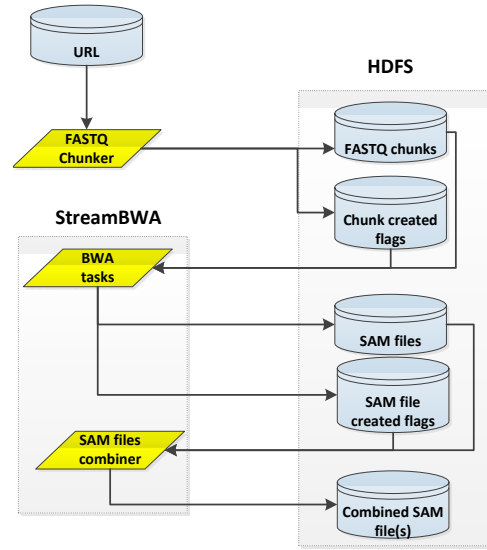 URL
HDFS
FASTQ
Chunker
FASTQ chunks
StreamBWA
Chunk created
flags
BWA
tasks
SAM files
SAM file
created flags
SAM files
combiner
Combined SAM
file(s)